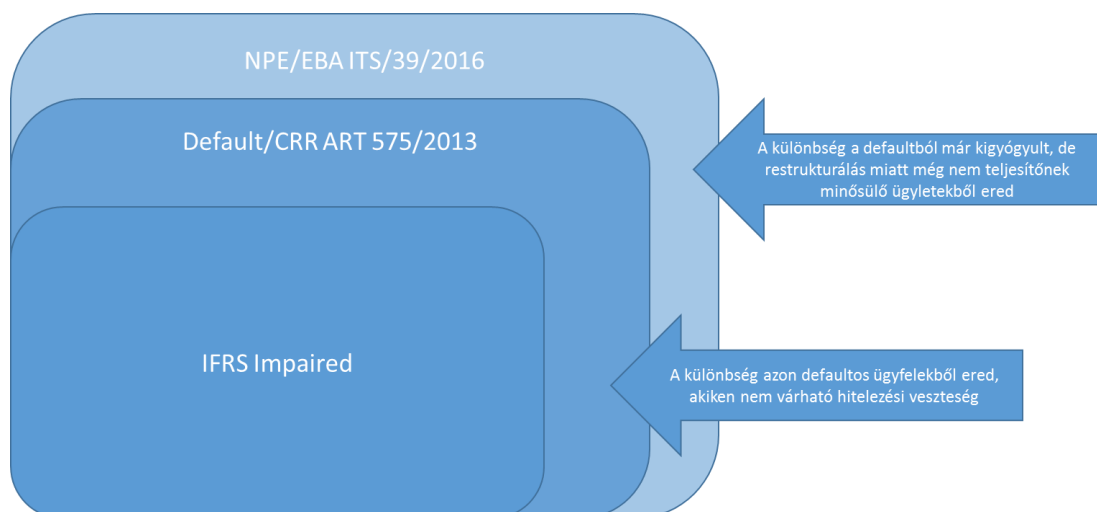 NPE/EBA ITS/39/2016
Default/CRR ART 575/2013
A különbség a defaultból már kigyógyult, de
restrukturálás miatt még nem teljesítőnek
minősülő ügyletekből ered
IFRS Impaired
A különbség azon defaultos ügyfelekből ered,
akiken nem várható hitelezési veszteség